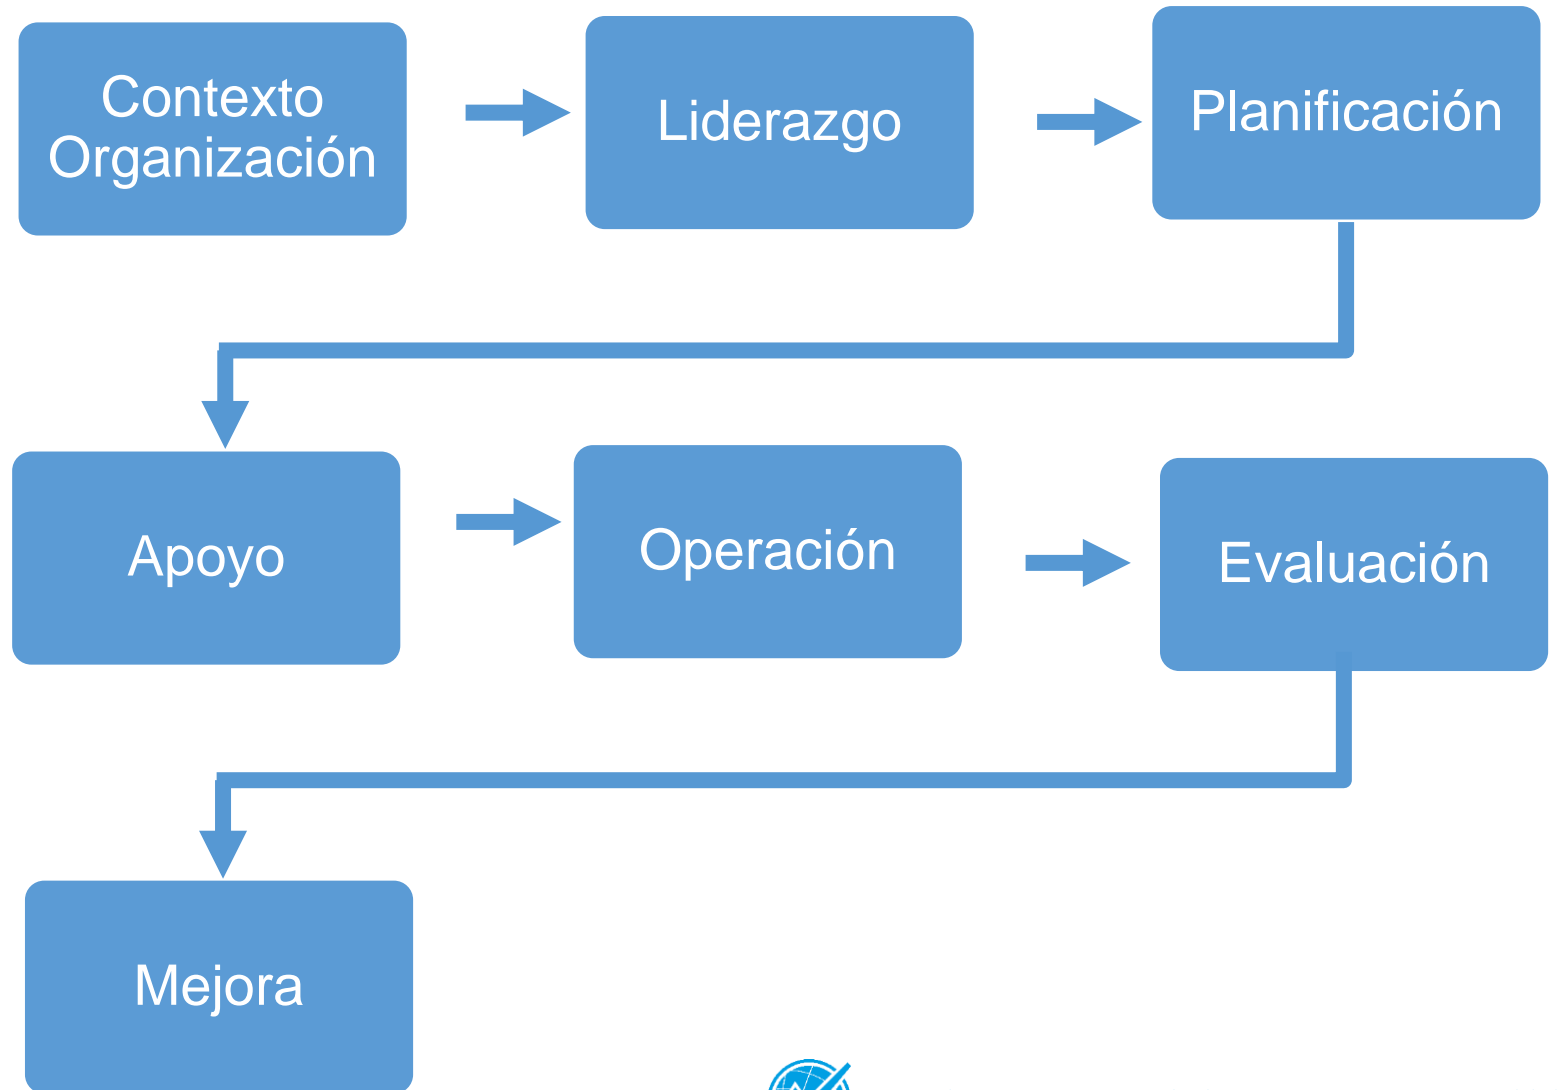 Contexto
Organización
Liderazgo
Planificación
Apoyo
Operación
Evaluación
Mejora